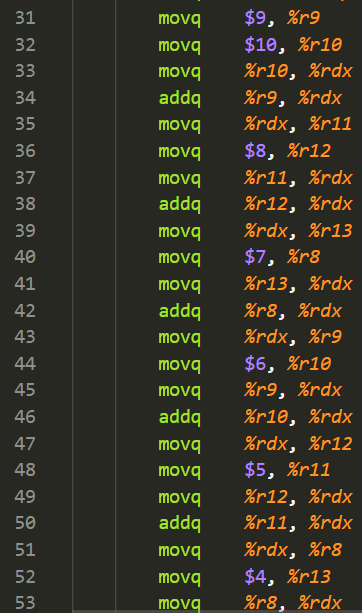 31 movq $9, %r9
32 movq $10, %r10
33 movq %r10, %rdx
34 addq %r9, %rdx
35 movq %rdx, %r11
36 movq $8, %r12
37 movq %r11, %rdx
38 addq %r12, %rdx
39 movq %rdx, %r13
40 movq $7, %r8
41 movq %r13, %rdx
42 addq %r8, %rdx
43 movq %rdx, %r9
44 movq $6, %r10
45 movq %r9, %rdx
46 addq %r10, %rdx
47 movq %rdx, %r12
48 movq $5, %r11
49 movq %r12, %rdx
50 addq %r11, %rdx
51 movq %rdx, %r8
52 movq $4, %r13
53 movq %r8, %rdx